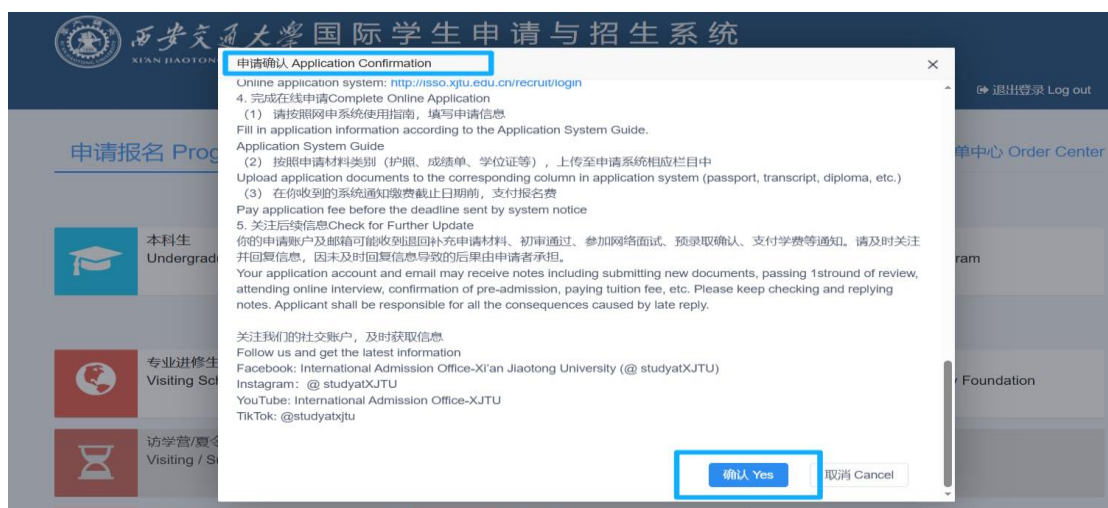 西安交通大学国际学生申请与招生系统
XI'AN JIAOTON
申请确认 Application Confirmation
退出登录 Log out
Online application system: http://isso.xjtu.edu.cn/recruit/login
4. 完成在线申请Complete Online Application
（1） 请按照网申系统使用指南，填写申请信息
Fill in application information according to the Application System Guide.
Application System Guide
（2） 按照申请材料类别（护照、成绩单、学位证等），上传至申请系统相应栏目中
Upload application documents to the corresponding column in application system (passport, transcript, diploma, etc.)
（3） 在你收到的系统通知缴费截止日期前，支付报名费
Pay application fee before the deadline sent by system notice
5. 关注后续信息Check for Further Update
你的申请账户及邮箱可能收到退回补充申请材料、初审通过、参加网络面试、预录取确认、支付学费等通知。请及时关注
并回复信息，因未及时回复信息导致的后果由申请者承担。
Your application account and email may receive notes including submitting new documents, passing 1stround of review,
attending online interview, confirmation of pre-admission, paying tuition fee, etc. Please keep checking and replying
notes. Applicant shall be responsible for all the consequences caused by late reply.
关注我们的社交账户，及时获取信息
Follow us and get the latest information
Facebook: International Admission Office-Xi'an Jiaotong University (@ studyatXJTU)
Instagram：@ studyatXJTU
YouTube: International Admission Office-XJTU
TikTok: @studyatxjtu
确认 Yes
取消 Cancel
申请报名 Prog
单中心 Order Center
本科生
Undergradu
ram
专业进修生
Visiting Sch
Foundation
访学营/夏令
Visiting / Su